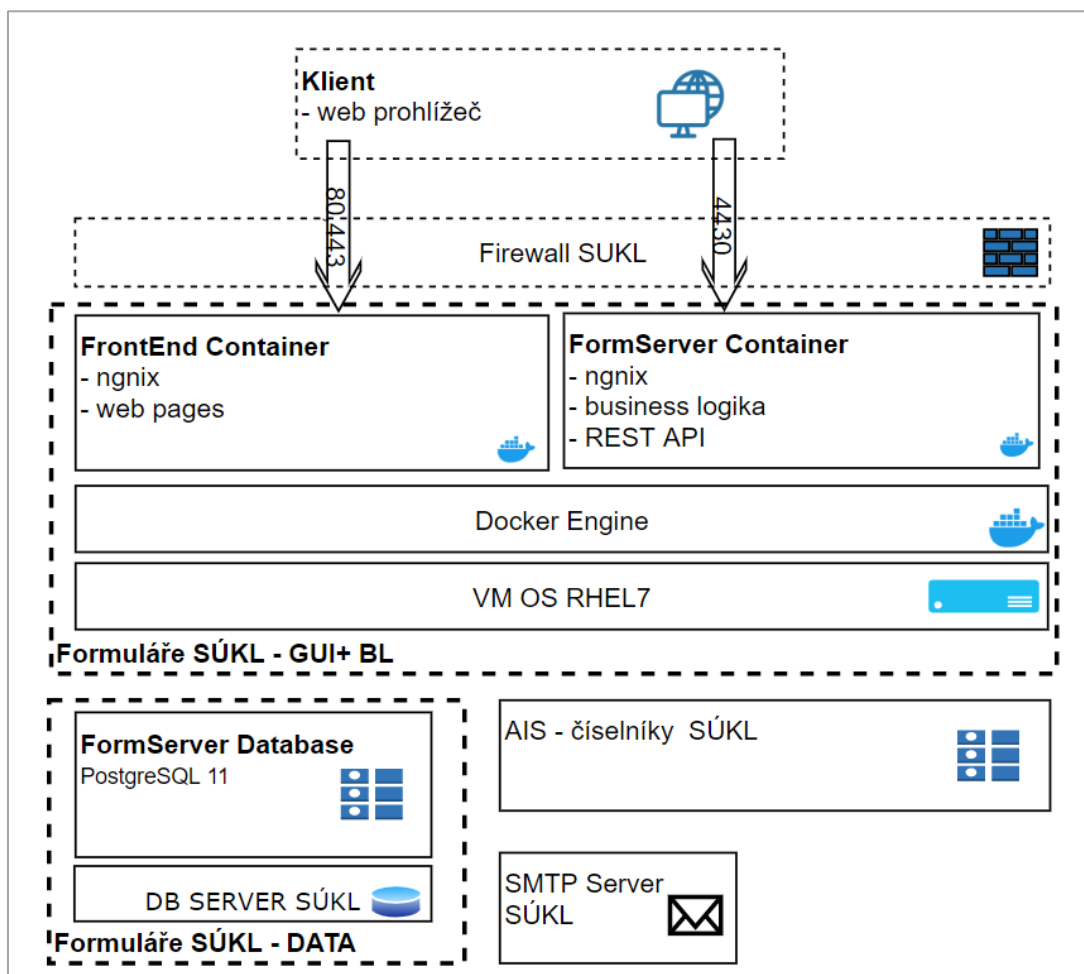 Klient
- web prohlížeč
80,443
4430
Firewall SUKL
FrontEnd Container
- ngnix
- web pages
FormServer Container
- ngnix
- business logika
- REST API
Docker Engine
VM OS RHEL7
Formuláře SÚKL - GUI+ BL
FormServer Database
PostgreSQL 11
DB SERVER SÚKL
Formuláře SÚKL - DATA
AIS - číselníky SÚKL
SMTP Server
SÚKL